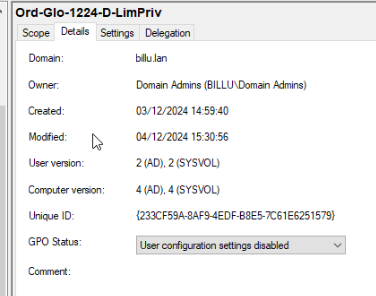 Ord-Glo-1224-D-LimPriv
Scope Details Settings Delegation
Domain: billu.lan
Owner: Domain Admins (BILLU\Domain Admins)
Created: 03/12/2024 14:59:40
Modified: 04/12/2024 15:30:56
User version: 2 (AD), 2 (SYSVOL)
Computer version: 4 (AD), 4 (SYSVOL)
Unique ID: {233CF59A-8AF9-4EDF-B8E5-7C61E6251579}
GPO Status: User configuration settings disabled
Comment: